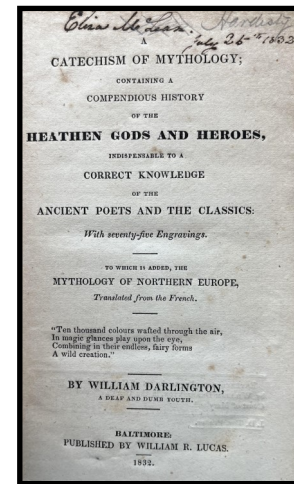 Eliza McLean. Hardisty
July 25th 1832
A
CATECHISM OF MYTHOLOGY;
CONTAINING A
COMPENDIOUS HISTORY
OF THE
HEATHEN GODS AND HEROES,
INDISPENSABLE TO A
CORRECT KNOWLEDGE
OF THE
ANCIENT POETS AND THE CLASSICS:
With seventy-five Engravings.
TO WHICH IS ADDED, THE
MYTHOLOGY OF NORTHERN EUROPE,
Translated from the French.
"Ten thousand colours wafted through the air,
In magic glances play upon the eye,
Combining in their endless, fairy forms
A wild creation."
BY WILLIAM DARLINGTON,
A DEAF AND DUMB YOUTH.
BALTIMORE:
PUBLISHED BY WILLIAM R. LUCAS.
1832.